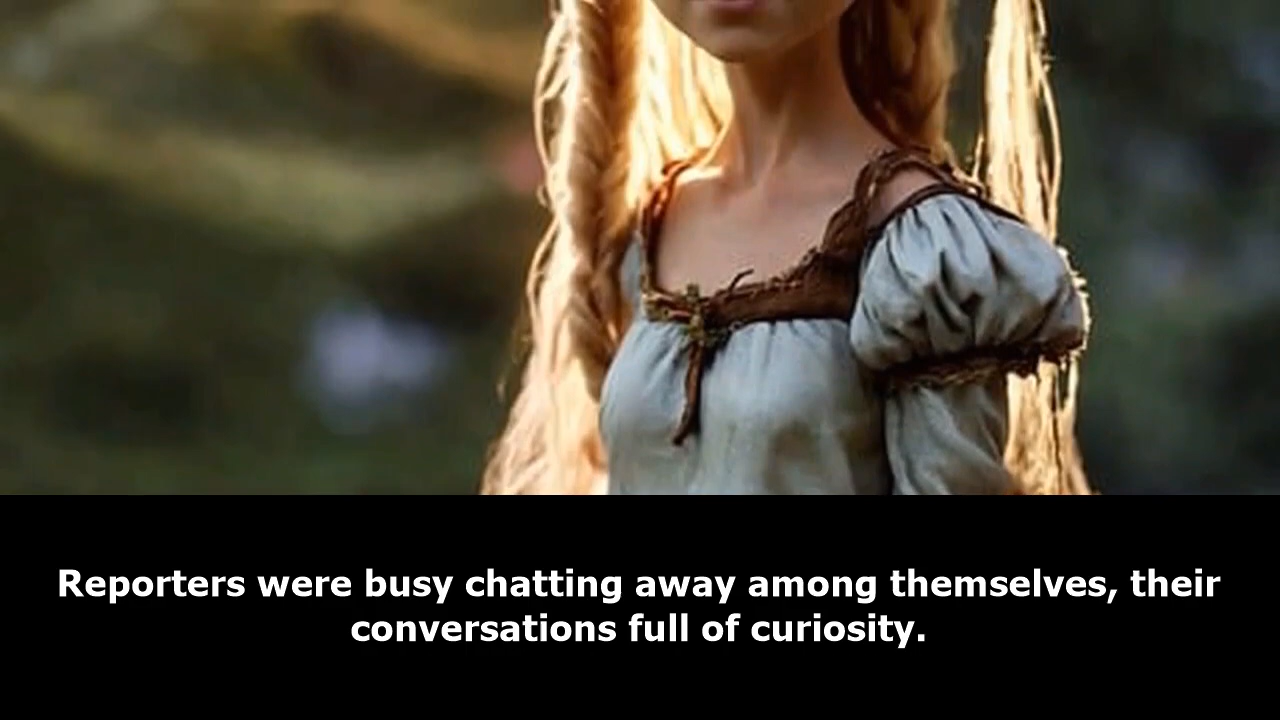 Reporters were busy chatting away among themselves, their
conversations full of curiosity.